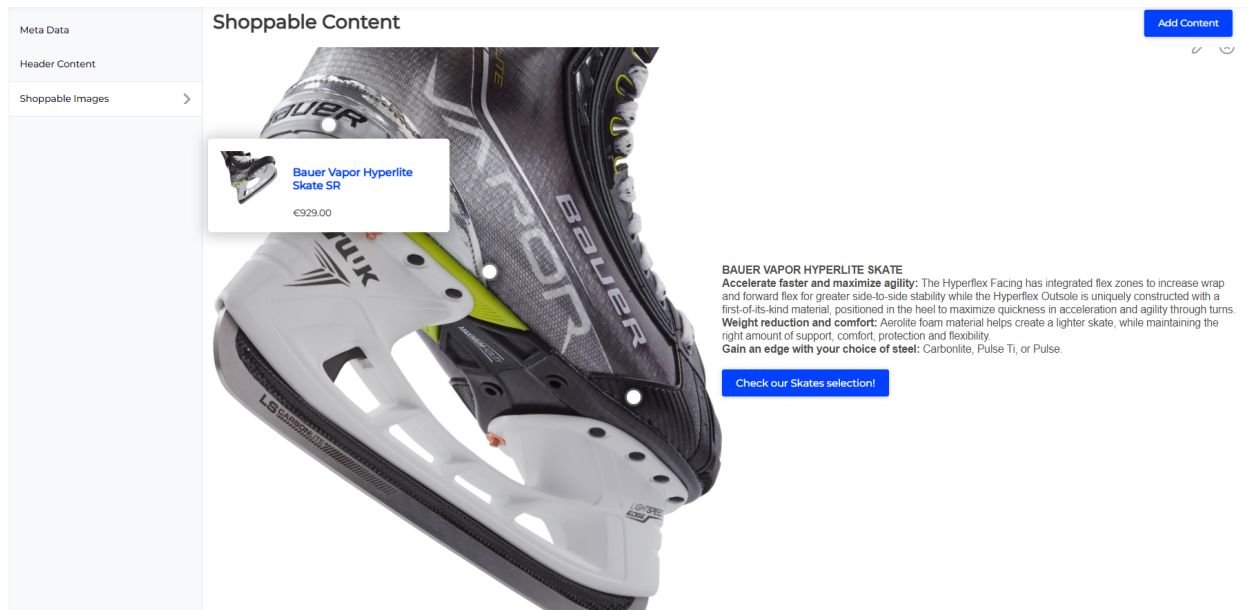 Meta Data
Header Content
Shoppable Images
Shoppable Content
Add Content
BAUER
Bauer Vapor Hyperlite
Skate SR
€929.00
VAPOR
BAUER
MAXIMUM
LS CARBONLITE
LIGHTSPEED
EDGE
BAUER VAPOR HYPERLITE SKATE
Accelerate faster and maximize agility: The Hyperflex Facing has integrated flex zones to increase wrap
and forward flex for greater side-to-side stability while the Hyperflex Outsole is uniquely constructed with a
first-of-its-kind material, positioned in the heel to maximize quickness in acceleration and agility through turns.
Weight reduction and comfort: Aerolite foam material helps create a lighter skate, while maintaining the
right amount of support, comfort, protection and flexibility.
Gain an edge with your choice of steel: Carbonlite, Pulse Ti, or Pulse.
Check our Skates selection!